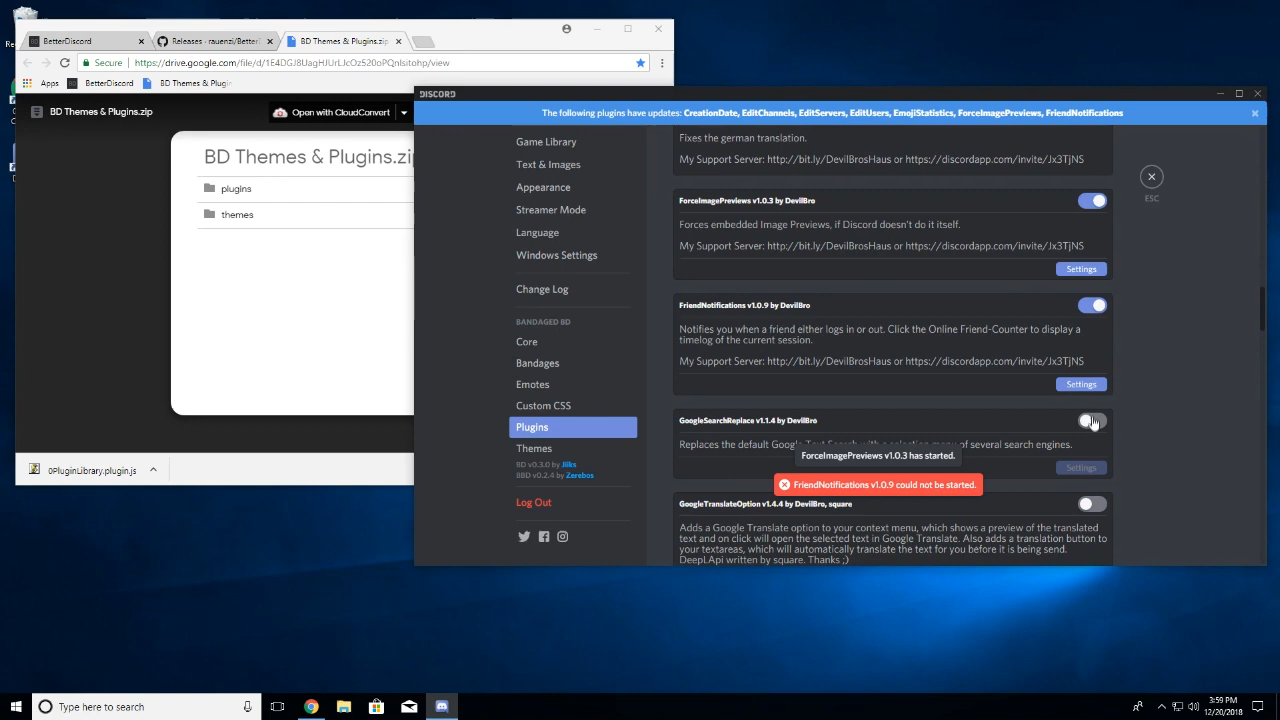 BetterDiscord
Releases · rauenzi/BetterD
BD Themes & Plugins.zip
Secure
Apps
BetterDiscord
BD Themes & Plugin
BD Themes & Plugins.zip
Open with CloudConvert
BD Themes & Plugins.zi
plugins
themes
0PluginLibrary.plugin.js
DISCORD
The following plugins have updates: CreationDate, EditChannels, EditServers, EditUsers, EmojiStatistics, ForceImagePreviews, FriendNotifications
Game Library
Text & Images
Appearance
Streamer Mode
Language
Windows Settings
Change Log
BANDAGED BD
Core
Bandages
Emotes
Custom CSS
Plugins
Themes
BD v0.3.0 by Jiiks
BBD v0.2.4 by Zerebos
Log Out
Fixes the german translation.
My Support Server: http://bit.ly/DevilBrosHaus or https://discordapp.com/invite/Jx3TjNS
ForceImagePreviews v1.0.3 by DevilBro
Forces embedded Image Previews, if Discord doesn't do it itself.
My Support Server: http://bit.ly/DevilBrosHaus or https://discordapp.com/invite/Jx3TjNS
Settings
FriendNotifications v1.0.9 by DevilBro
Notifies you when a friend either logs in or out. Click the Online Friend-Counter to display a
timelog of the current session.
My Support Server: http://bit.ly/DevilBrosHaus or https://discordapp.com/invite/Jx3TjNS
Settings
GoogleSearchReplace v1.1.4 by DevilBro
Replaces the default Google Text Search with a selection menu of several search engines.
ForceImagePreviews v1.0.3 has started.
Settings
FriendNotifications v1.0.9 could not be started.
GoogleTranslateOption v1.4.4 by DevilBro, square
Adds a Google Translate option to your context menu, which shows a preview of the translated
text and on click will open the selected text in Google Translate. Also adds a translation button to
your textareas, which will automatically translate the text for you before it is being send.
DeepLApi written by square. Thanks ;)
ESC
Type here to search
3:59 PM
12/20/2018